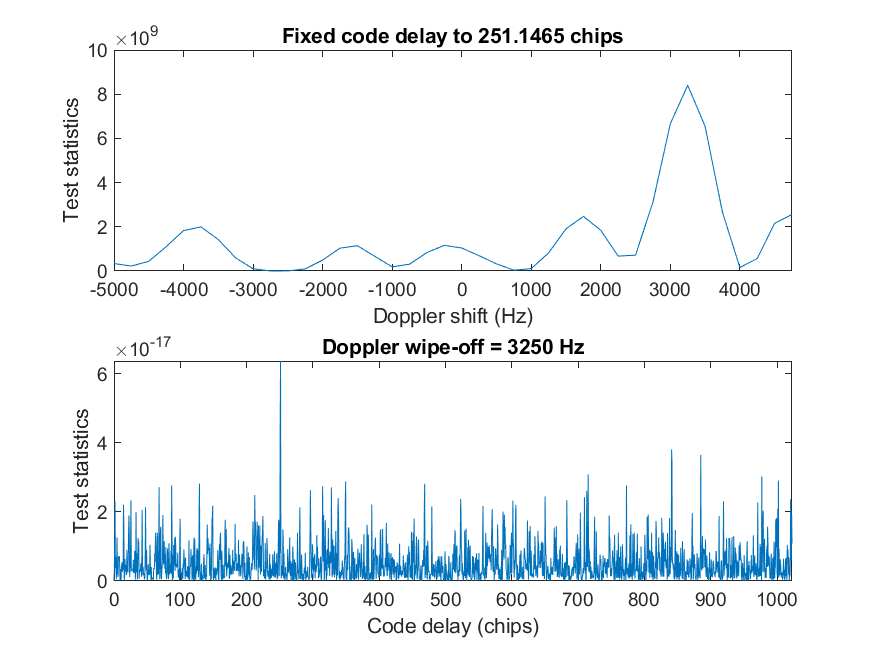 ×10^9
Fixed code delay to 251.1465 chips
10
8
6
4
2
0
Test statistics
-5000 -4000 -3000 -2000 -1000 0 1000 2000 3000 4000
Doppler shift (Hz)
×10^-17
Doppler wipe-off = 3250 Hz
6
4
2
0
Test statistics
0 100 200 300 400 500 600 700 800 900 1000
Code delay (chips)